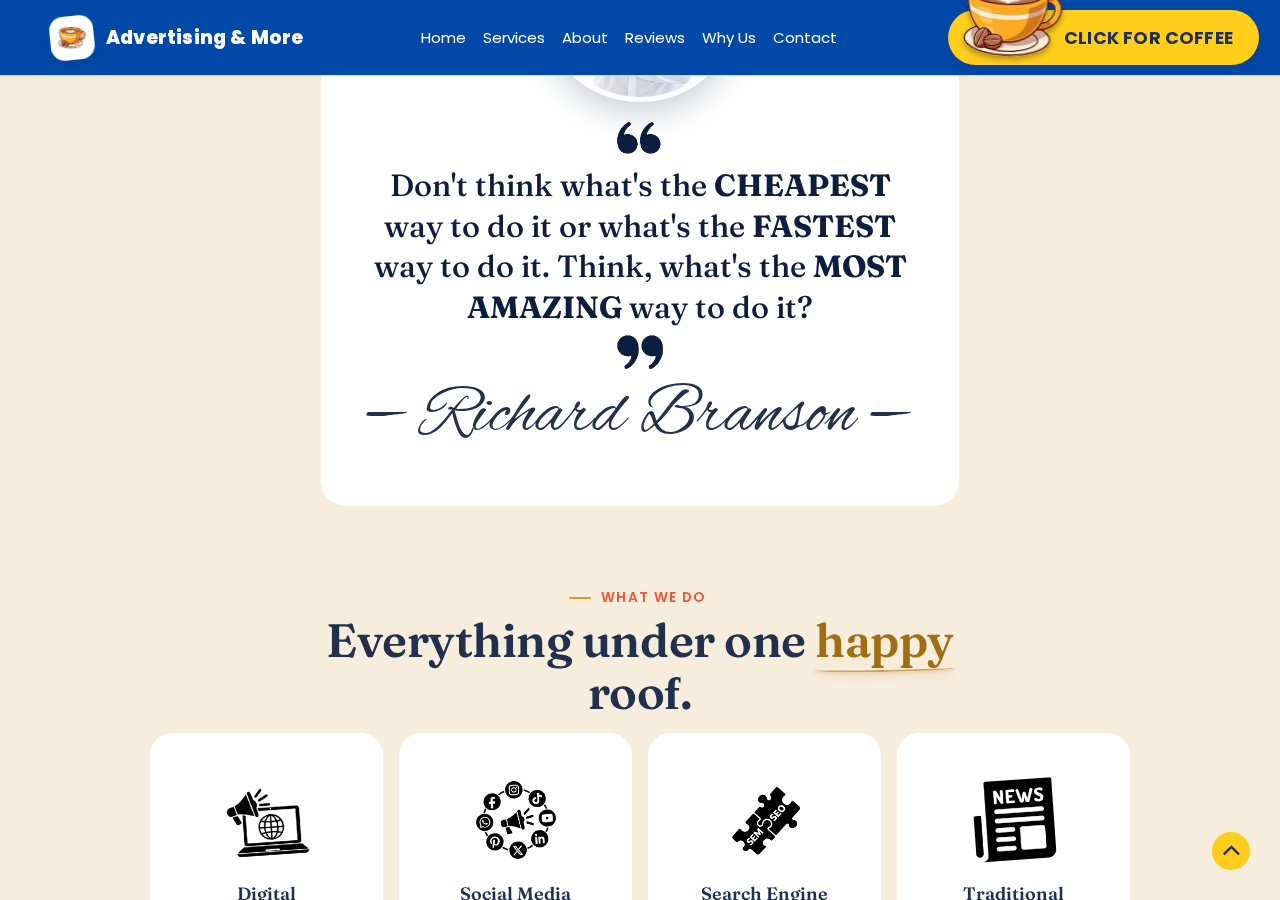 Advertising & More
Home Services About Reviews Why Us Contact
CLICK FOR COFFEE
“
Don't think what's the CHEAPEST
way to do it or what's the FASTEST
way to do it. Think, what's the MOST
AMAZING way to do it?
”
— Richard Branson —
WHAT WE DO
Everything under one happy
roof.
SEM SEO
NEWS
Digital
Social Media
Search Engine
Traditional